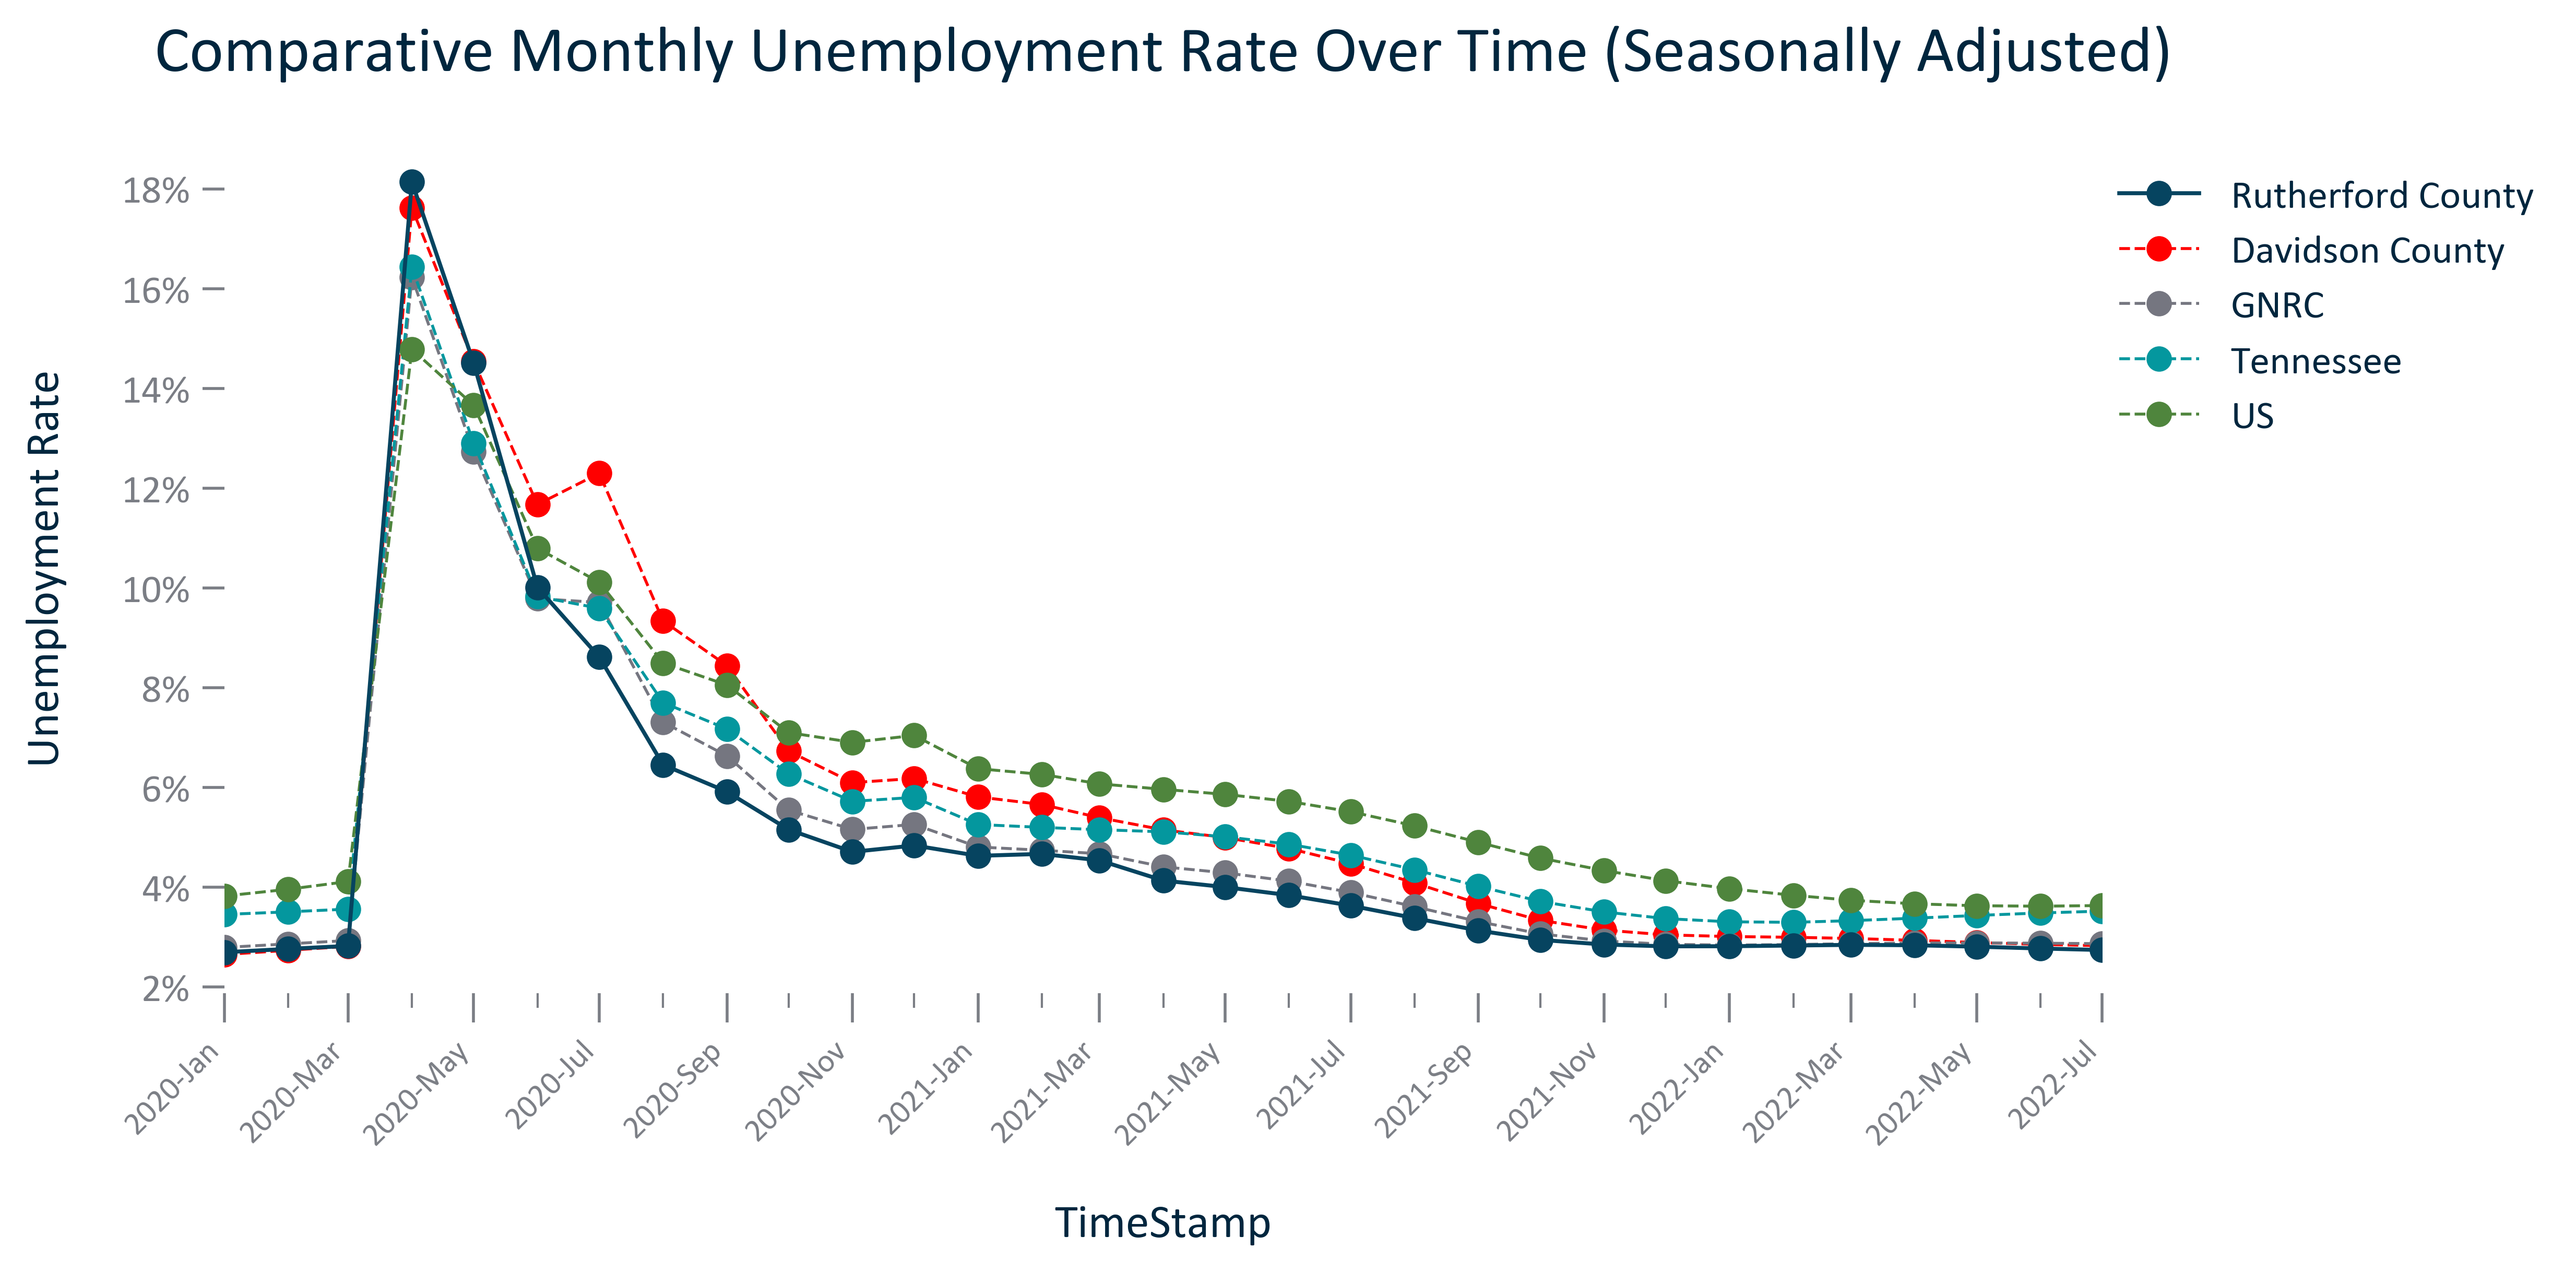 Comparative Monthly Unemployment Rate Over Time (Seasonally Adjusted)
Unemployment Rate
18%
16%
14%
12%
10%
8%
6%
4%
2%
Rutherford County
Davidson County
GNRC
Tennessee
US
2020-Jan
2020-Mar
2020-May
2020-Jul
2020-Sep
2020-Nov
2021-Jan
2021-Mar
2021-May
2021-Jul
2021-Sep
2021-Nov
2022-Jan
2022-Mar
2022-May
2022-Jul
TimeStamp